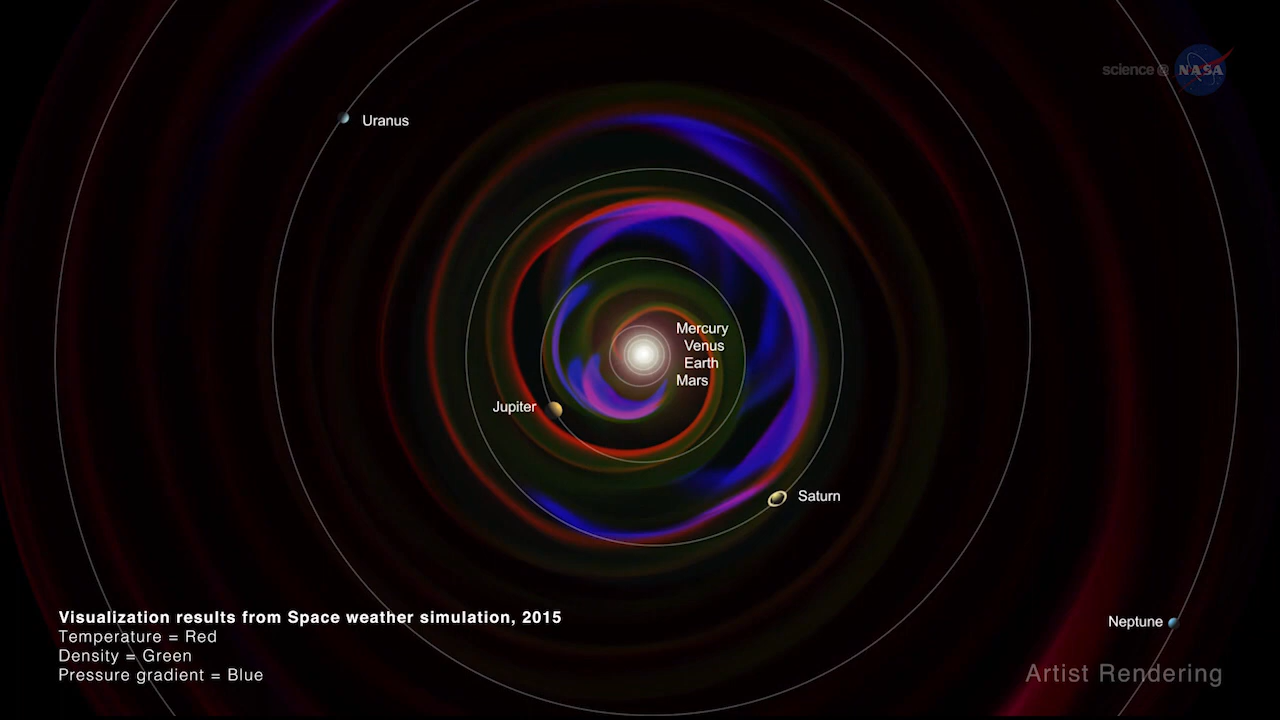 science @ NASA
Uranus
Mercury
Venus
Earth
Mars
Jupiter
Saturn
Visualization results from Space weather simulation, 2015
Temperature = Red
Density = Green
Pressure gradient = Blue
Neptune
Artist Rendering